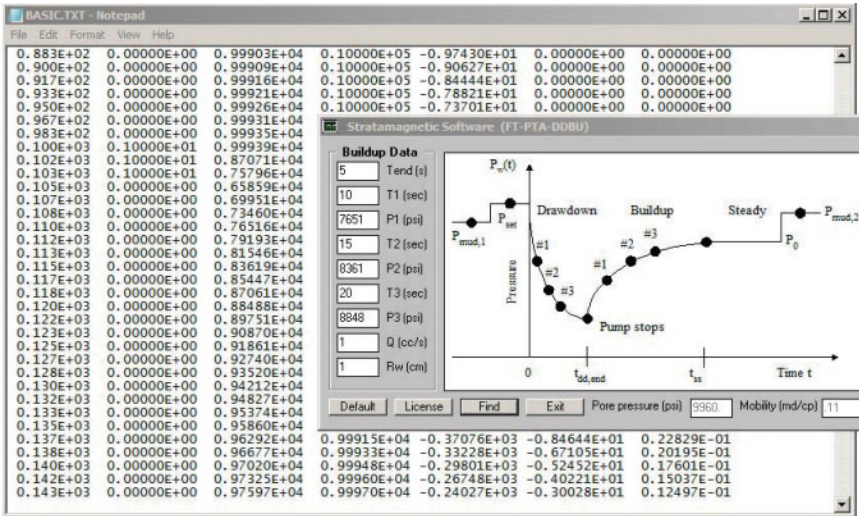 BASIC.TXT - Notepad
File Edit Format View Help
0.883E+02 0.00000E+00 0.99903E+04 0.10000E+05 -0.97430E+01 0.00000E+00 0.00000E+00
0.900E+02 0.00000E+00 0.99909E+04 0.10000E+05 -0.90627E+01 0.00000E+00 0.00000E+00
0.917E+02 0.00000E+00 0.99916E+04 0.10000E+05 -0.84444E+01 0.00000E+00 0.00000E+00
0.933E+02 0.00000E+00 0.99921E+04 0.10000E+05 -0.78821E+01 0.00000E+00 0.00000E+00
0.950E+02 0.00000E+00 0.99926E+04 0.10000E+05 -0.73701E+01 0.00000E+00 0.00000E+00
0.967E+02 0.00000E+00 0.99931E+04
0.983E+02 0.00000E+00 0.99935E+04
0.100E+03 0.10000E+01 0.99939E+04
0.102E+03 0.10000E+01 0.87071E+04
0.103E+03 0.10000E+01 0.75796E+04
0.105E+03 0.00000E+00 0.65859E+04
0.107E+03 0.00000E+00 0.69951E+04
0.108E+03 0.00000E+00 0.73460E+04
0.110E+03 0.00000E+00 0.76516E+04
0.112E+03 0.00000E+00 0.79193E+04
0.113E+03 0.00000E+00 0.81546E+04
0.115E+03 0.00000E+00 0.83619E+04
0.117E+03 0.00000E+00 0.85447E+04
0.118E+03 0.00000E+00 0.87061E+04
0.120E+03 0.00000E+00 0.88488E+04
0.122E+03 0.00000E+00 0.89751E+04
0.123E+03 0.00000E+00 0.90870E+04
0.125E+03 0.00000E+00 0.91861E+04
0.127E+03 0.00000E+00 0.92740E+04
0.128E+03 0.00000E+00 0.93520E+04
0.130E+03 0.00000E+00 0.94212E+04
0.132E+03 0.00000E+00 0.94827E+04
0.133E+03 0.00000E+00 0.95374E+04
0.135E+03 0.00000E+00 0.95860E+04
0.137E+03 0.00000E+00 0.96292E+04 0.99915E+04 -0.37076E+03 -0.84644E+01 0.22829E-01
0.138E+03 0.00000E+00 0.96677E+04 0.99933E+04 -0.33228E+03 -0.67105E+01 0.20195E-01
0.140E+03 0.00000E+00 0.97020E+04 0.99948E+04 -0.29801E+03 -0.52452E+01 0.17601E-01
0.142E+03 0.00000E+00 0.97325E+04 0.99960E+04 -0.26748E+03 -0.40221E+01 0.15037E-01
0.143E+03 0.00000E+00 0.97597E+04 0.99970E+04 -0.24027E+03 -0.30028E+01 0.12497E-01
Stratamagnetic Software (FT-PTA-DDBU)
Buildup Data
5 Tend (s)
10 T1 (sec)
7651 P1 (psi)
15 T2 (sec)
8361 P2 (psi)
20 T3 (sec)
8848 P3 (psi)
1 Q (cc/s)
1 Rw (cm)
Pw(t)
Drawdown Buildup Steady
Pset
Pmud,1
Pmud,2
P0
#1 #2 #3
#1 #2 #3
Pressure
Pump stops
0 tdd,end tss Time t
Default License Find Exit Pore pressure (psi) 9960. Mobility (md/cp) .11